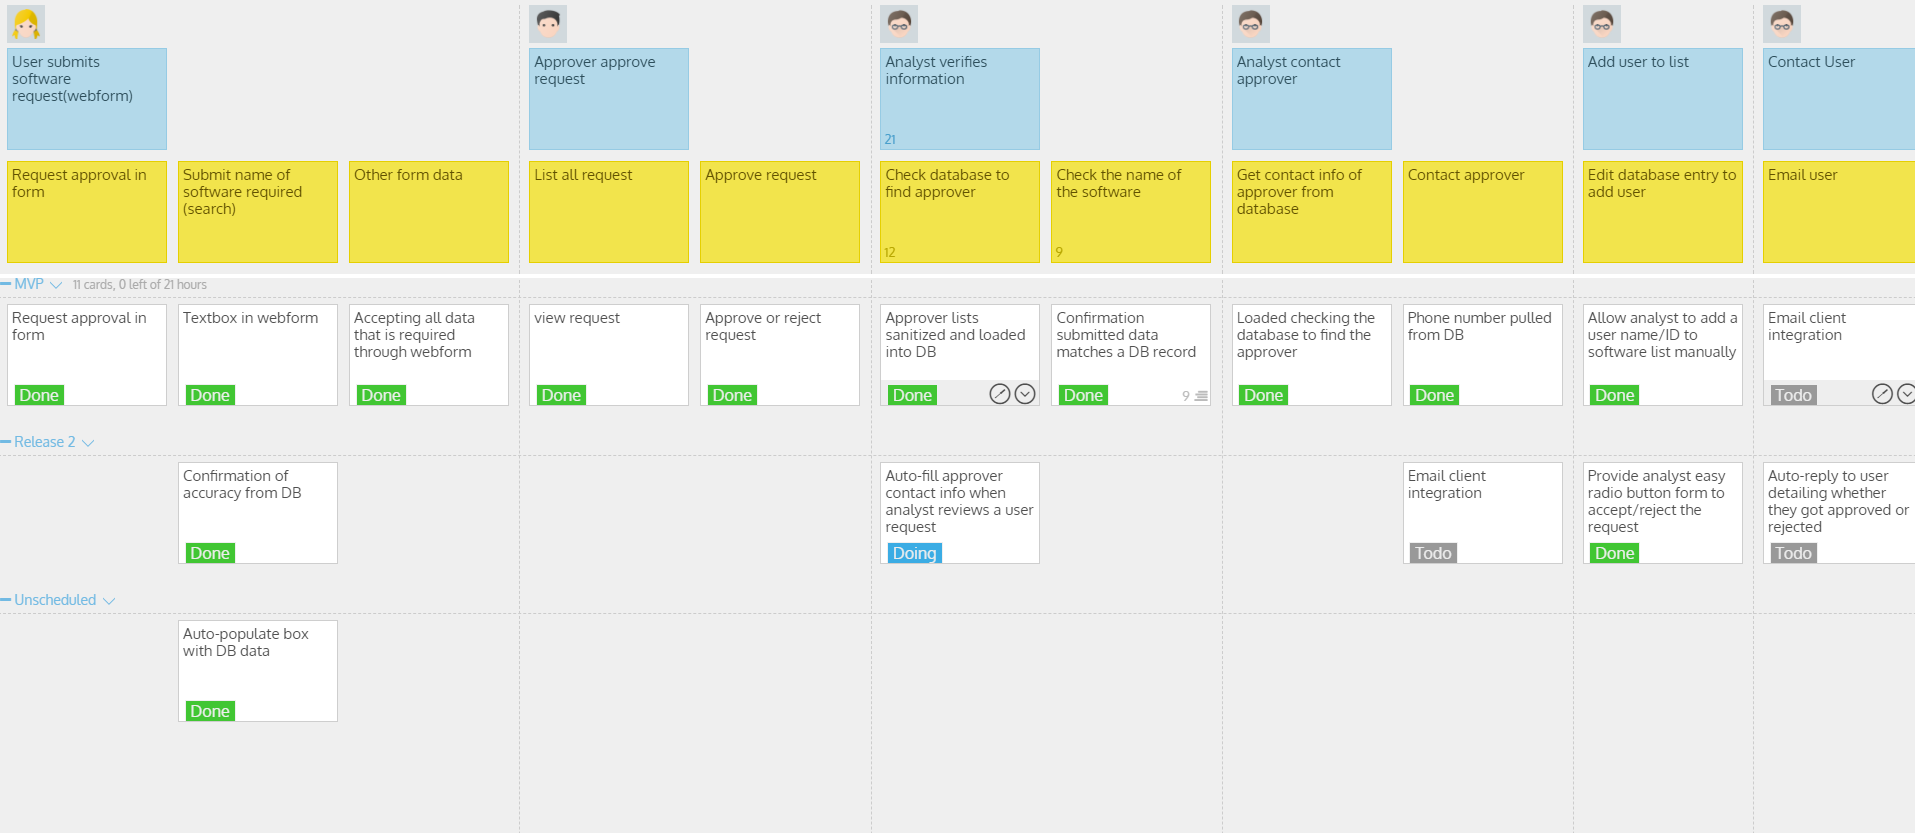 User submits
software
request(webform)
Approver approve
request
Analyst verifies
information
21
Analyst contact
approver
Add user to list
Contact User
Request approval in
form
Submit name of
software required
(search)
Other form data
List all request
Approve request
Check database to
find approver
12
Check the name of
the software
9
Get contact info of
approver from
database
Contact approver
Edit database entry to
add user
Email user
MVP 11 cards, 0 left of 21 hours
Request approval in
form
Done
Textbox in webform
Done
Accepting all data
that is required
through webform
Done
view request
Done
Approve or reject
request
Done
Approver lists
sanitized and loaded
into DB
Done
Confirmation
submitted data
matches a DB record
Done 9
Loaded checking the
database to find the
approver
Done
Phone number pulled
from DB
Done
Allow analyst to add a
user name/ID to
software list manually
Done
Email client
integration
Todo
Release 2
Confirmation of
accuracy from DB
Done
Auto-fill approver
contact info when
analyst reviews a user
request
Doing
Email client
integration
Todo
Provide analyst easy
radio button form to
accept/reject the
request
Done
Auto-reply to user
detailing whether
they got approved or
rejected
Todo
Unscheduled
Auto-populate box
with DB data
Done